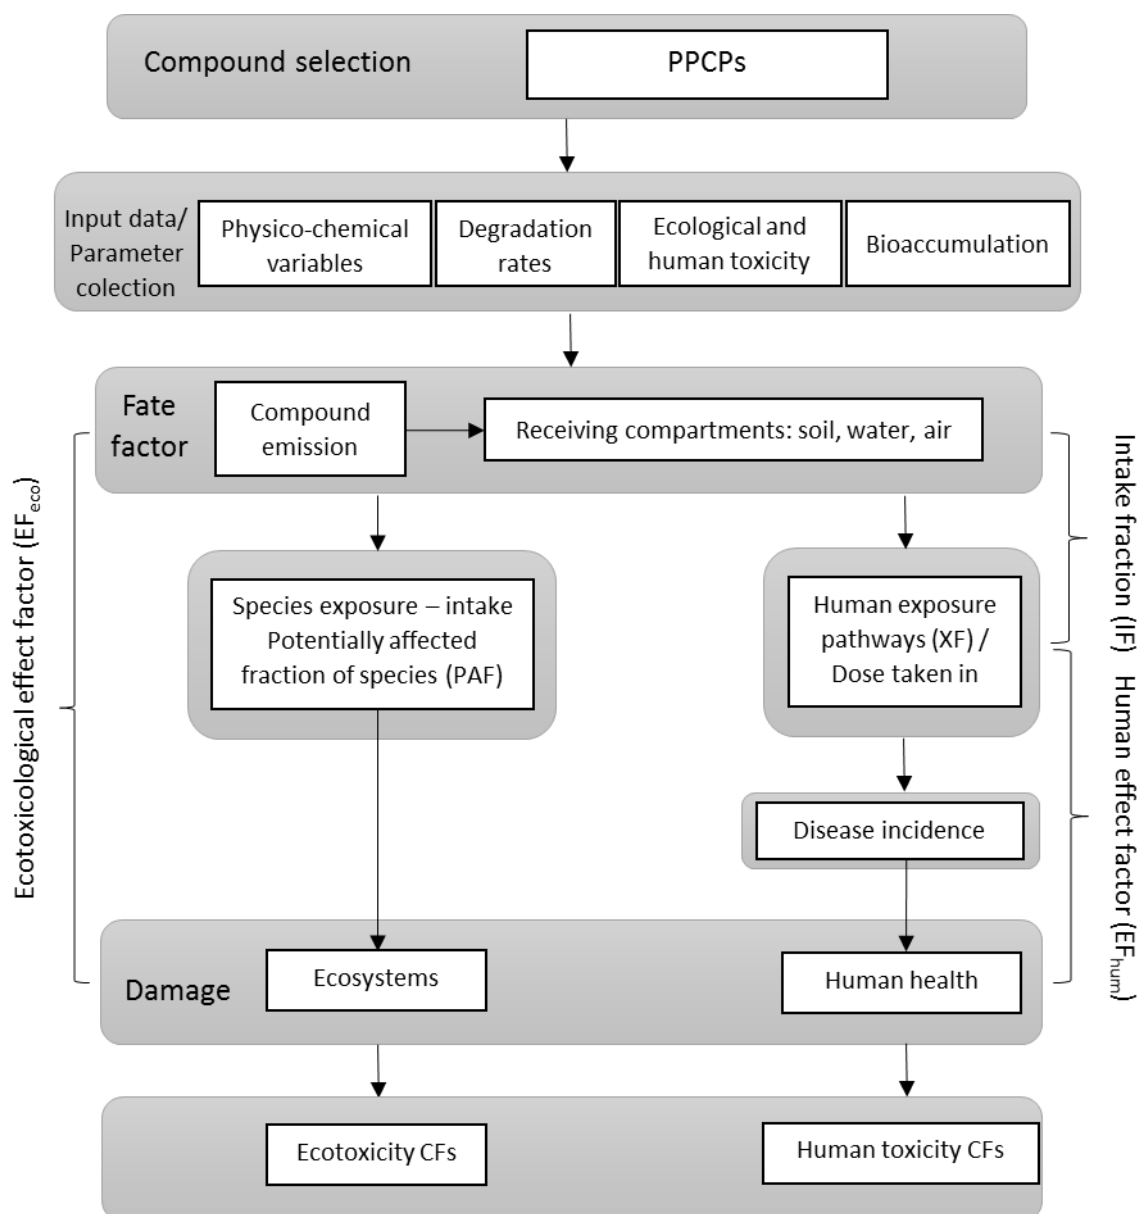 Compound selection
PPCPs
Input data/
Parameter
colection
Physico-chemical
variables
Degradation
rates
Ecological and
human toxicity
Bioaccumulation
Fate
factor
Compound
emission
Receiving compartments: soil, water, air
Ecotoxicological effect factor (EFeco)
Intake fraction (IF)
Species exposure – intake
Potentially affected
fraction of species (PAF)
Human exposure
pathways (XF) /
Dose taken in
Human effect factor (EFhum)
Disease incidence
Damage
Ecosystems
Human health
Ecotoxicity CFs
Human toxicity CFs